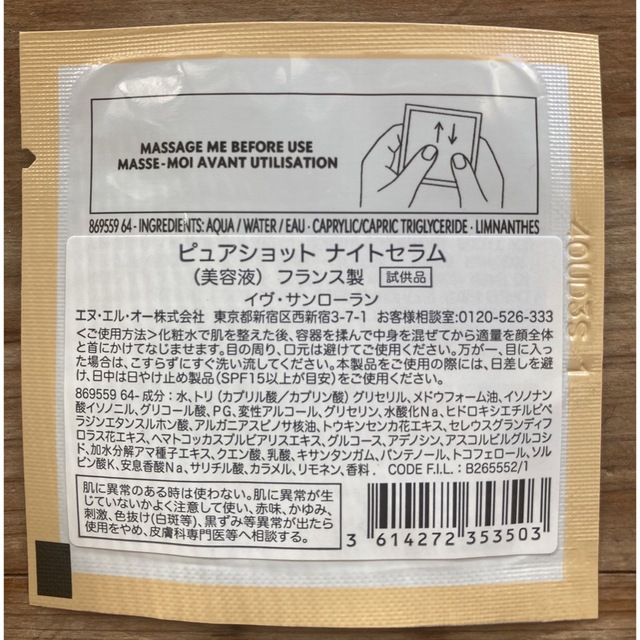 MASSAGE ME BEFORE USE
MASSE-MOI AVANT UTILISATION
869559 64 - INGREDIENTS: AQUA / WATER / EAU · CAPRYLIC/CAPRIC TRIGLYCERIDE · LIMNANTHES
ピュアショット ナイトセラム
(美容液) フランス製 試供品
イヴ・サンローラン
エヌ・エル・オー株式会社 東京都新宿区西新宿3-7-1 お客様相談室:0120-526-333
<ご使用方法>化粧水で肌を整えた後、容器を揉んで中身を混ぜてから適量を顔全体
と首にかけてなじませます。目の周り、口元は避けてご使用ください。万が一、目に入っ
た場合は、こすらずにすぐ洗い流してください。本製品をご使用の際には、日差しを避
け、日中は日やけ止め製品(SPF15以上が目安)をご使用ください。
869559 64- 成分:水、トリ(カプリル酸/カプリン酸)グリセリル、メドウフォーム油、イソノナン
酸イソノニル、グリコール酸、PG、変性アルコール、グリセリン、水酸化Na、ヒドロキシエチルピペ
ラジンエタンスルホン酸、アルガニアスピノサ核油、トウキンセンカ花エキス、セレウスグランディフ
ロラス花エキス、ヘマトコッカスプルビアリスエキス、グルコース、アデノシン、アスコルビルグルコシ
ド、加水分解アマ種子エキス、クエン酸、乳酸、キサンタンガム、パンテノール、トコフェロール、ソル
ビン酸K、安息香酸Na、サリチル酸、カラメル、リモネン、香料 . CODE F.I.L. : B265552/1
肌に異常のある時は使わない。肌に異常が生
じていないかよく注意して使い、赤味、かゆみ、
刺激、色抜け(白斑等)、黒ずみ等異常が出たら
使用をやめ、皮膚科専門医等へ相談する。
3 614272 353503